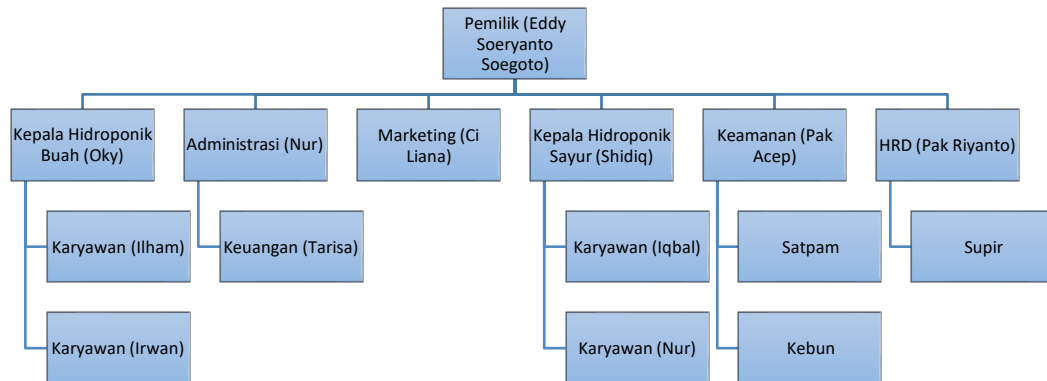 Pemilik (Eddy
Soeryanto
Soegoto)
Kepala Hidroponik
Buah (Oky)
Administrasi (Nur)
Marketing (Ci
Liana)
Kepala Hidroponik
Sayur (Shidiq)
Keamanan (Pak
Acep)
HRD (Pak Riyanto)
Karyawan (Ilham)
Keuangan (Tarisa)
Karyawan (Iqbal)
Satpam
Supir
Karyawan (Irwan)
Karyawan (Nur)
Kebun